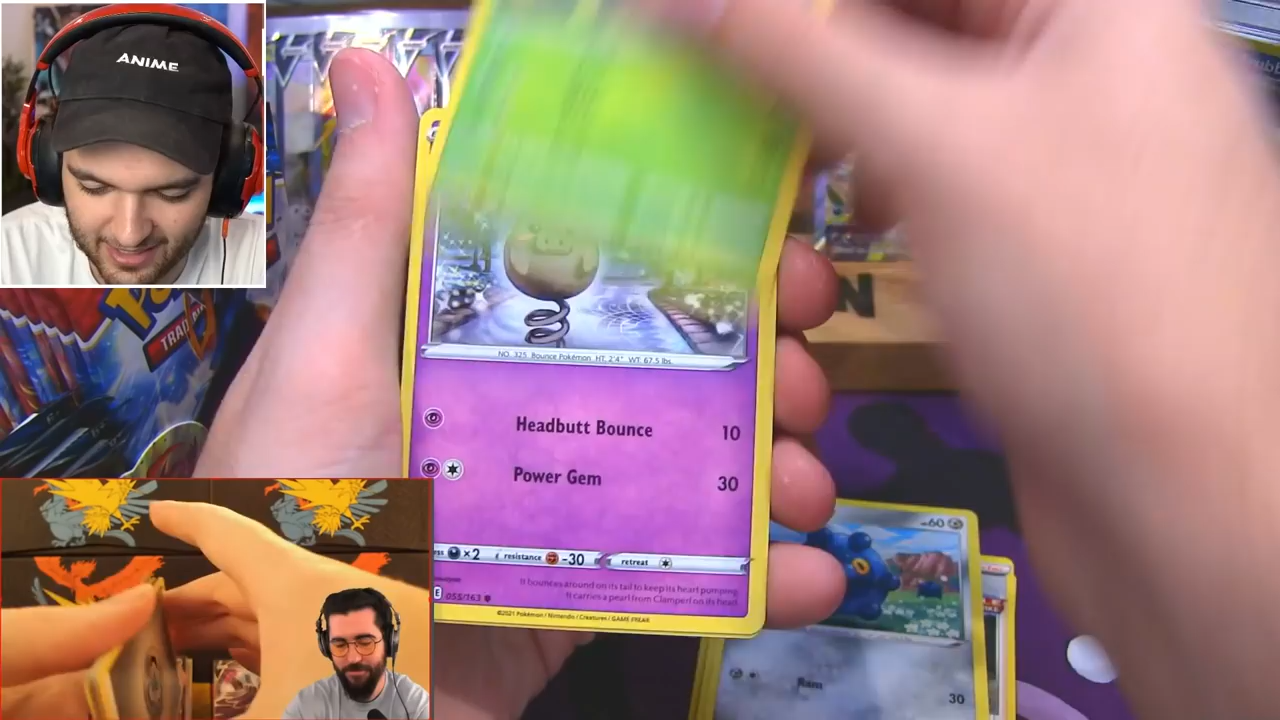 ANIME
TRAD
NO. 325 Bounce Pokémon HT. 2'4" WT. 67.5 lbs.
Headbutt Bounce 10
Power Gem 30
×2 resistance -30 retreat
It bounces around on its tail to keep its heart pumping.
It carries a pearl from Clamperl on its head.
E 055/163
©2021 Pokémon / Nintendo / Creatures / GAME FREAK
60
Ram 30
N